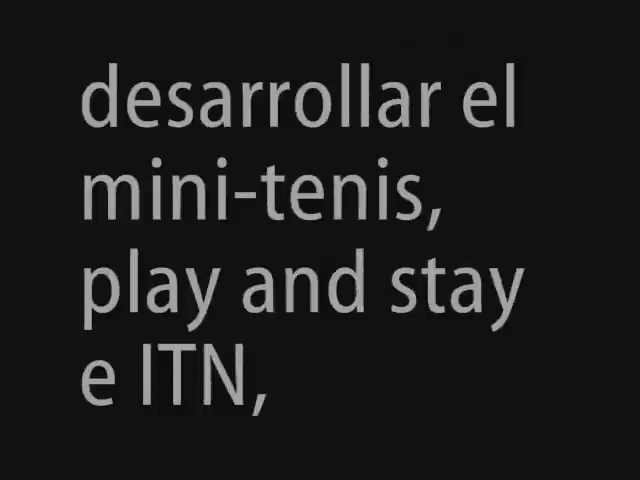 desarrollar el
mini-tenis,
play and stay
e ITN,